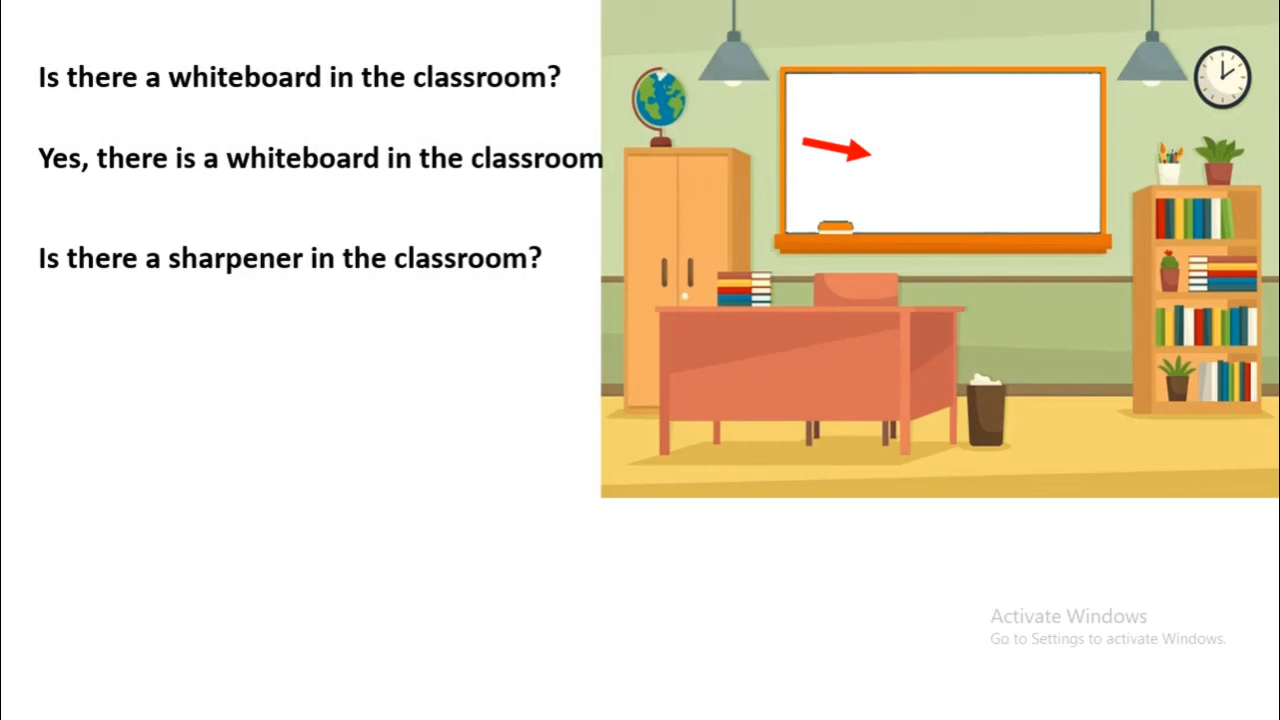 Is there a whiteboard in the classroom?
Yes, there is a whiteboard in the classroom
Is there a sharpener in the classroom?
Activate Windows
Go to Settings to activate Windows.